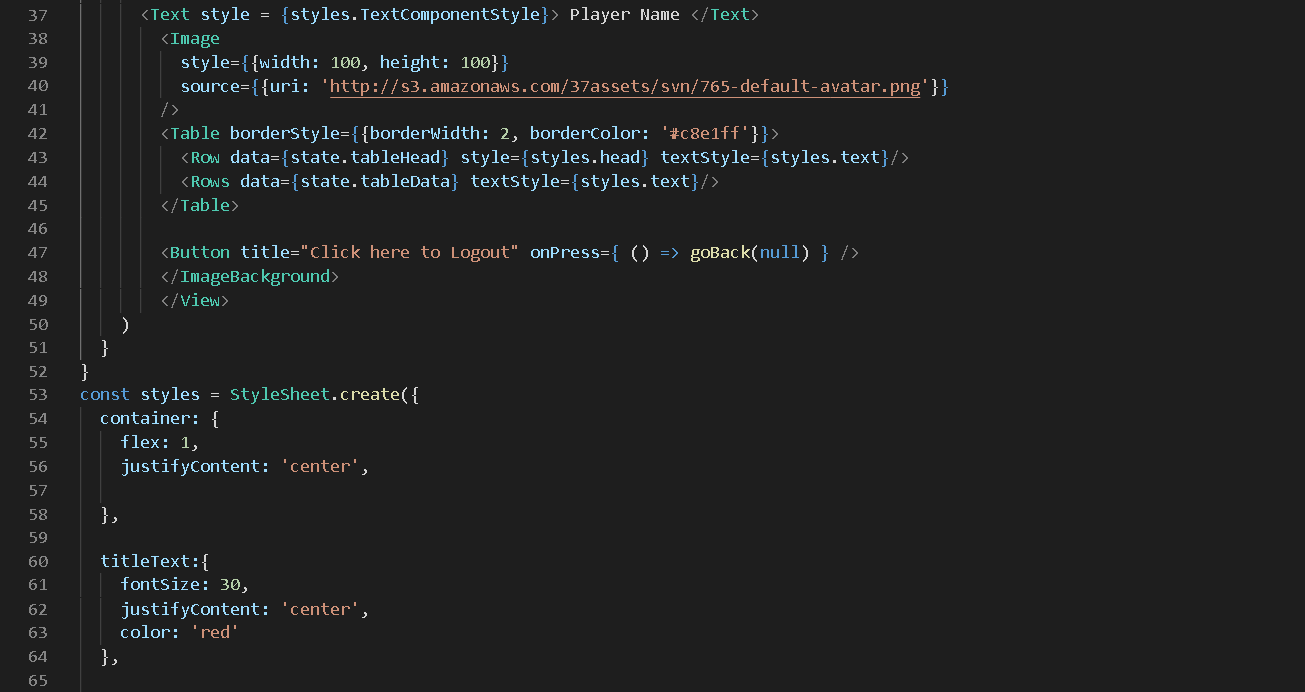 37 <Text style = {styles.TextComponentStyle}> Player Name </Text>
38 <Image
39 style={{width: 100, height: 100}}
40 source={{uri: 'http://s3.amazonaws.com/37assets/svn/765-default-avatar.png'}}
41 />
42 <Table borderStyle={{borderWidth: 2, borderColor: '#c8e1ff'}}>
43 <Row data={state.tableHead} style={styles.head} textStyle={styles.text}/>
44 <Rows data={state.tableData} textStyle={styles.text}/>
45 </Table>
46
47 <Button title="Click here to Logout" onPress={ () => goBack(null) } />
48 </ImageBackground>
49 </View>
50 )
51 }
52 }
53 const styles = StyleSheet.create({
54 container: {
55 flex: 1,
56 justifyContent: 'center',
57
58 },
59
60 titleText:{
61 fontSize: 30,
62 justifyContent: 'center',
63 color: 'red'
64 },
65